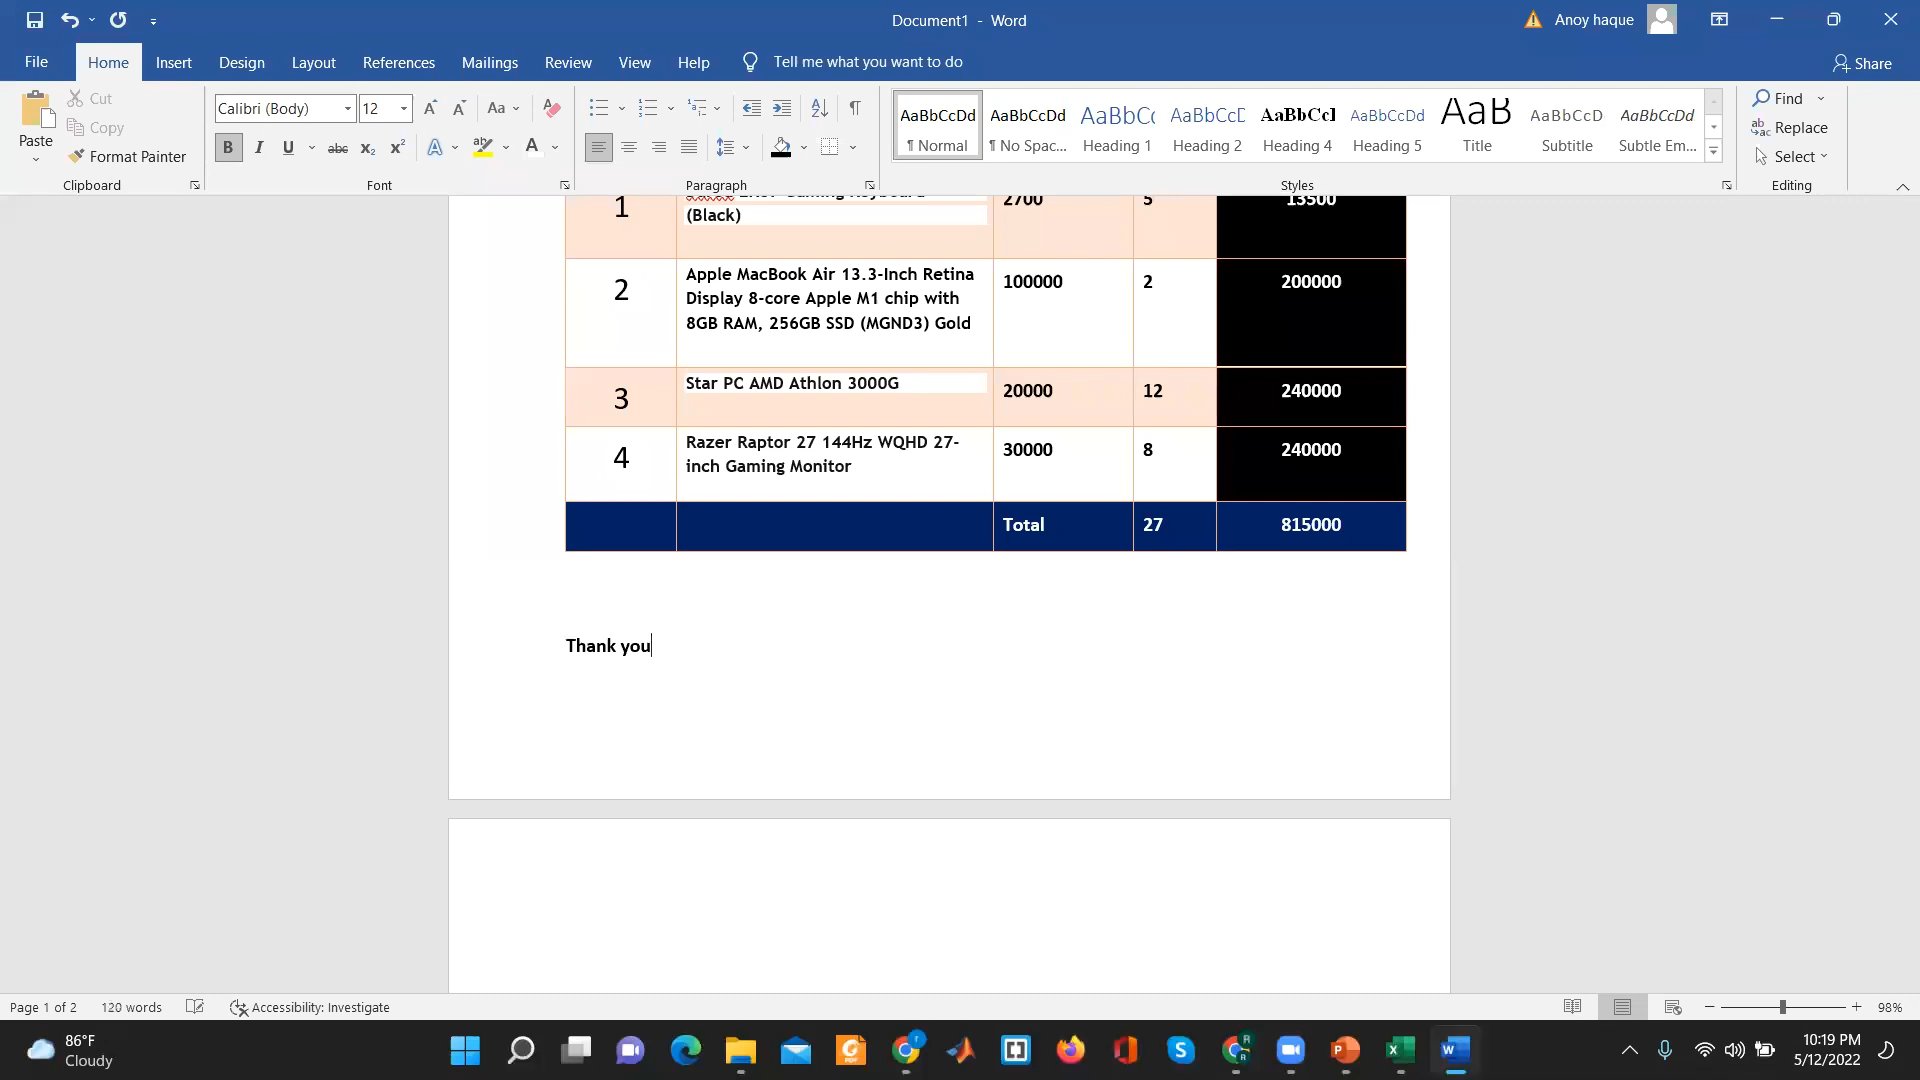 Document1 - Word
Anoy haque
File Home Insert Design Layout References Mailings Review View Help Tell me what you want to do
Share
Paste
Cut
Copy
Format Painter
Clipboard
Calibri (Body) 12
Font
Paragraph
AaBbCcDd AaBbCcDd AaBbC AaBbCcD AaBbCcI AaBbCcDd AaB AaBbCcD AaBbCcDd
¶ Normal ¶ No Spac... Heading 1 Heading 2 Heading 4 Heading 5 Title Subtitle Subtle Em...
Styles
Find
Replace
Select
Editing
1 Gaming Keyboard 2700 5 13500
(Black)
2 Apple MacBook Air 13.3-Inch Retina 100000 2 200000
Display 8-core Apple M1 chip with
8GB RAM, 256GB SSD (MGND3) Gold
3 Star PC AMD Athlon 3000G 20000 12 240000
4 Razer Raptor 27 144Hz WQHD 27- 30000 8 240000
inch Gaming Monitor
Total 27 815000
Thank you
Page 1 of 2 120 words Accessibility: Investigate
98%
86°F
Cloudy
10:19 PM
5/12/2022